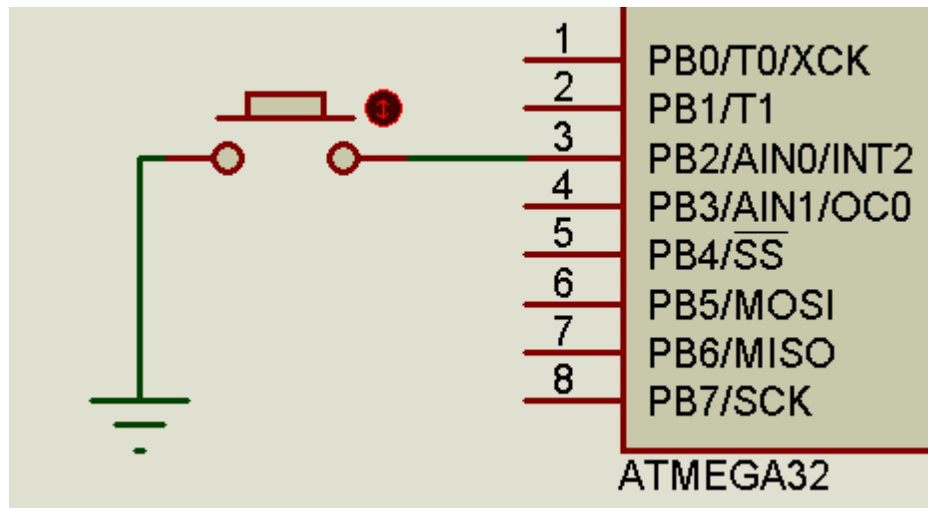 1 PB0/T0/XCK
2 PB1/T1
3 PB2/AIN0/INT2
4 PB3/AIN1/OC0
5 PB4/SS
6 PB5/MOSI
7 PB6/MISO
8 PB7/SCK
ATMEGA32